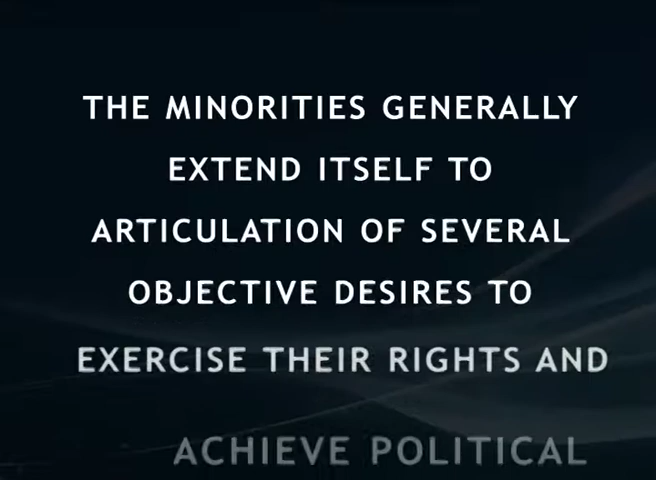 THE MINORITIES GENERALLY
EXTEND ITSELF TO
ARTICULATION OF SEVERAL
OBJECTIVE DESIRES TO
EXERCISE THEIR RIGHTS AND
ACHIEVE POLITICAL